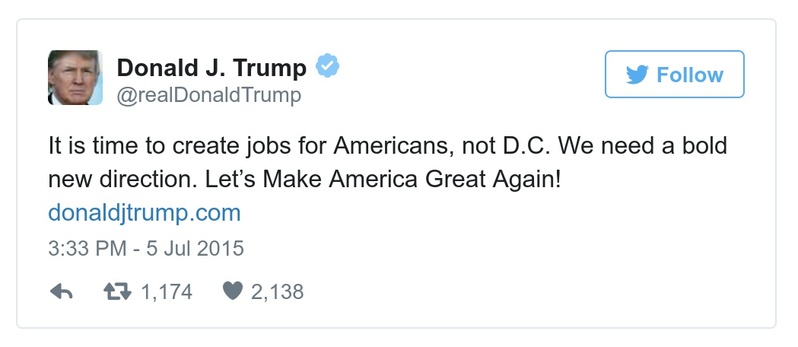 Donald J. Trump
@realDonaldTrump
Follow
It is time to create jobs for Americans, not D.C. We need a bold
new direction. Let’s Make America Great Again!
donaldjtrump.com
3:33 PM - 5 Jul 2015
1,174 2,138